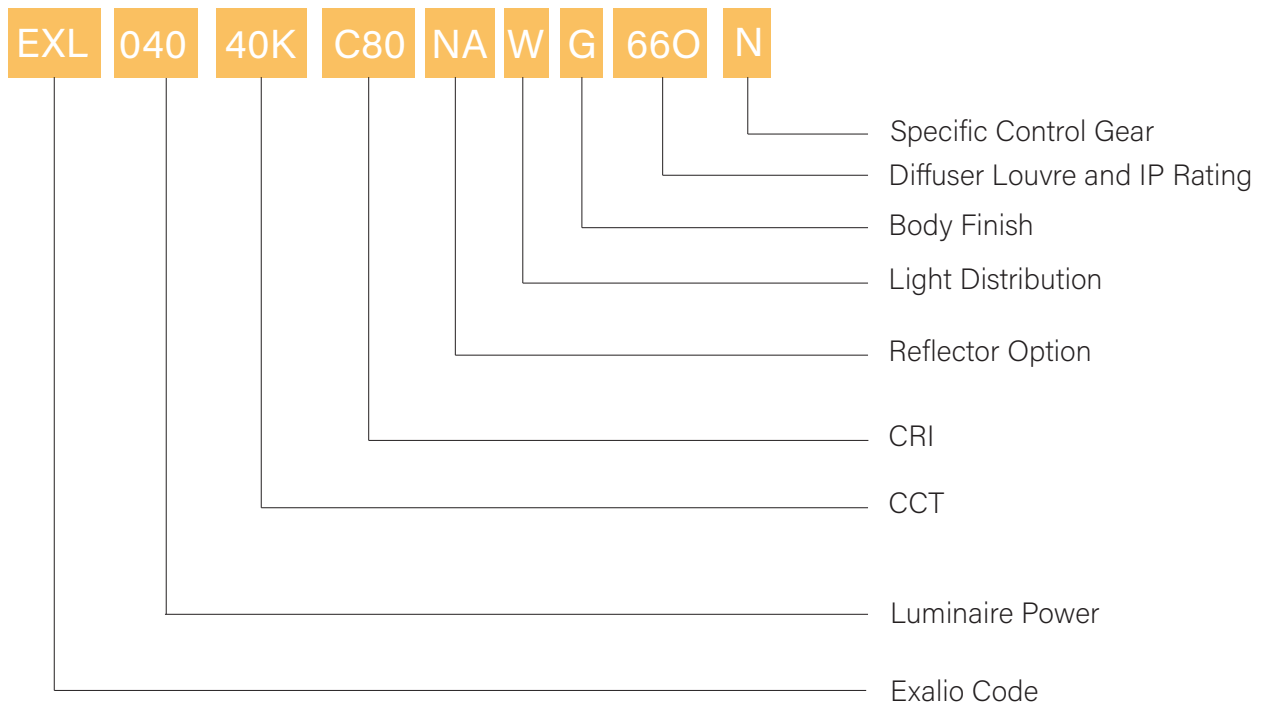 EXL 040 40K C80 NA W G 66O N
Specific Control Gear
Diffuser Louvre and IP Rating
Body Finish
Light Distribution
Reflector Option
CRI
CCT
Luminaire Power
Exalio Code